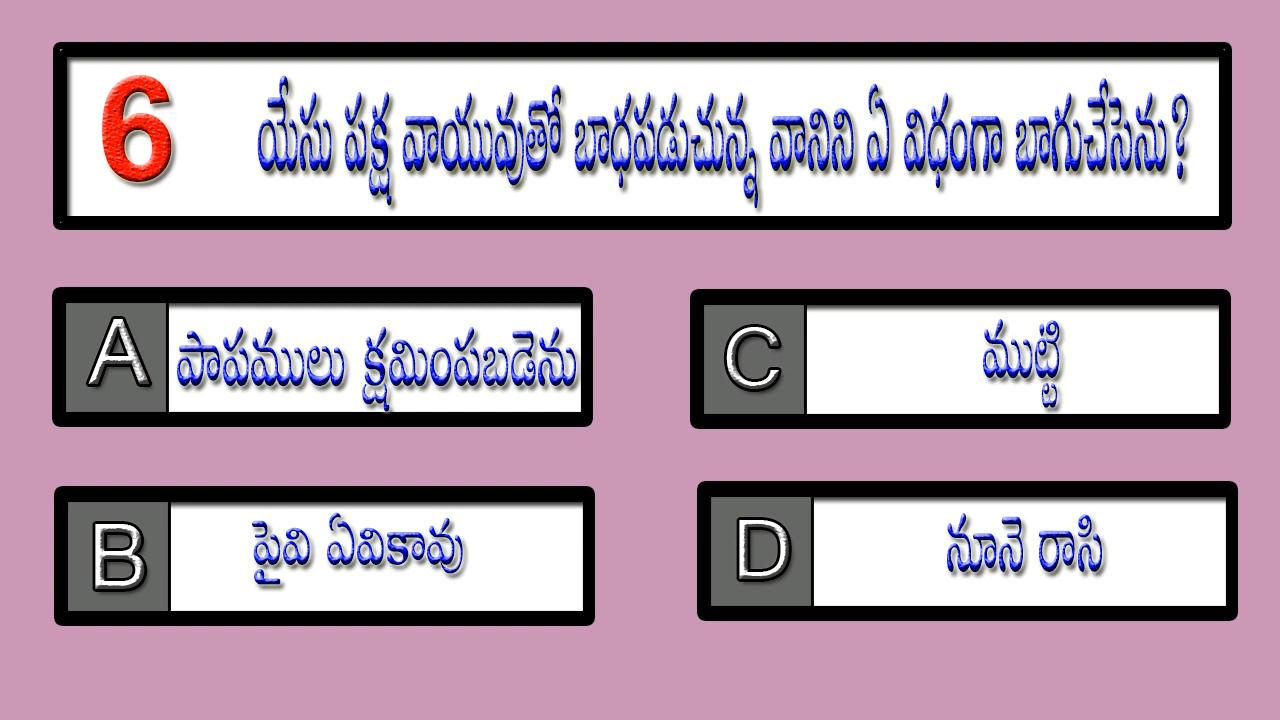 6 యేసు పక్ష వాయువుతో బాధపడుచున్న వానిని ఏ విధంగా బాగుచేసేను?
A పాపములు క్షమింపబడెను
C ముట్టి
B పైవి ఏవికావు
D నూనె రాసి